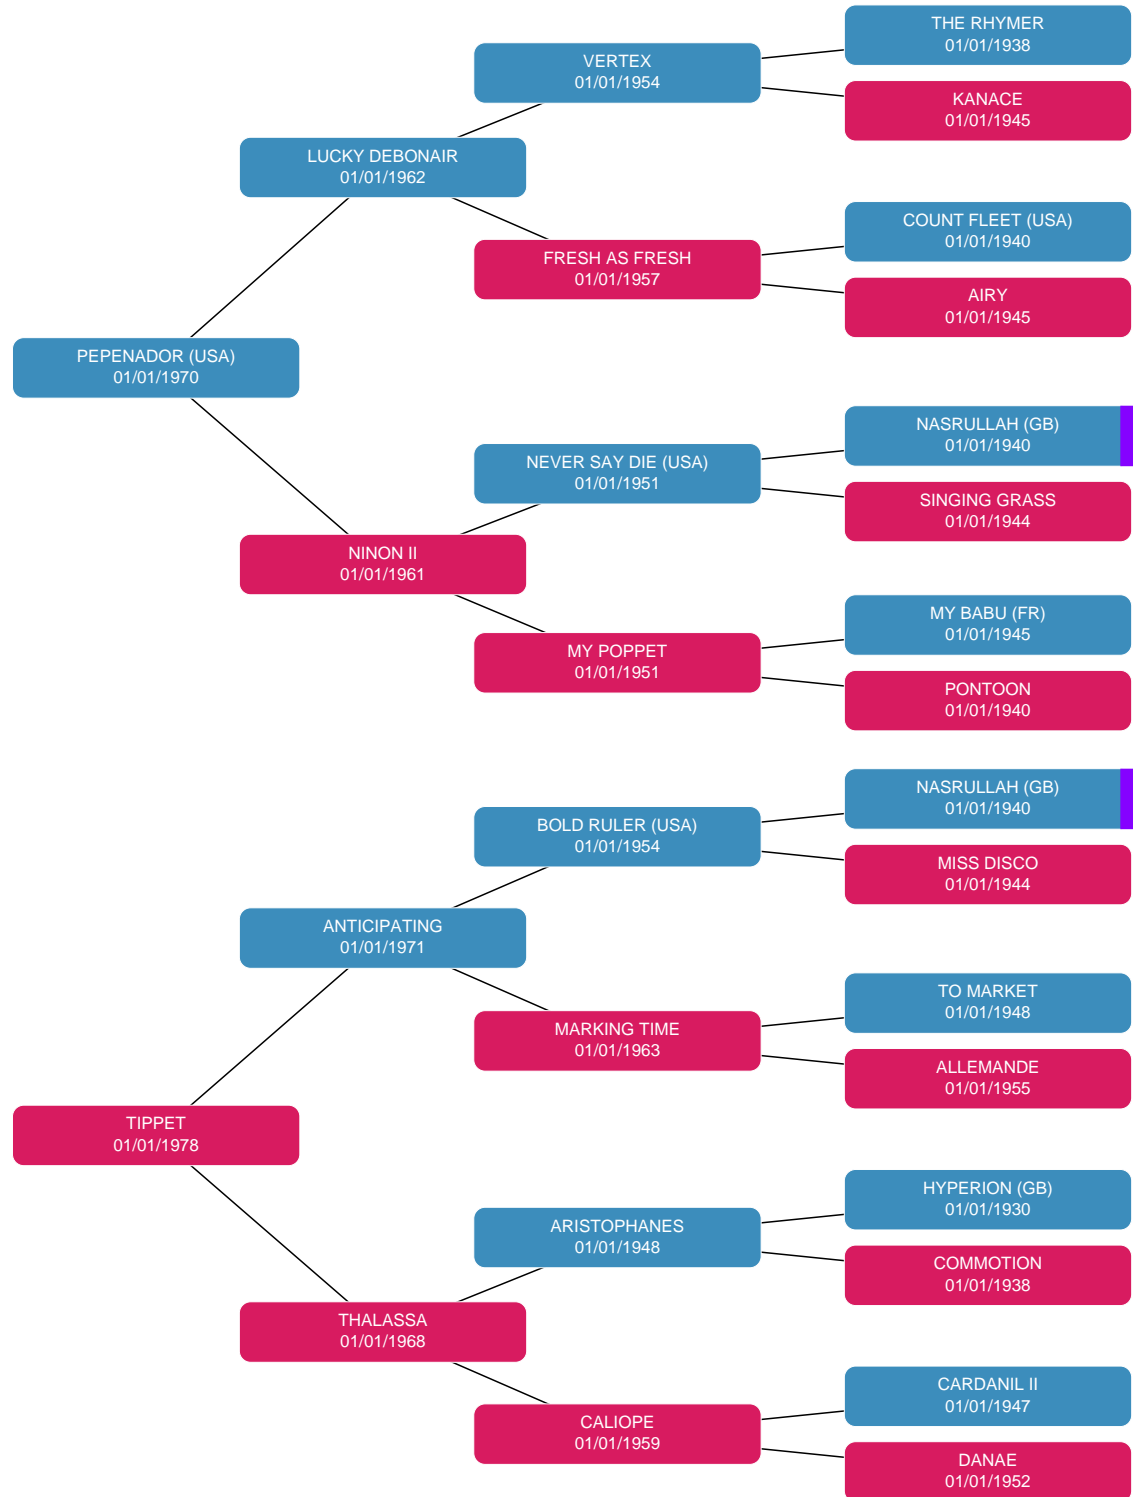 THE RHYMER
01/01/1938
VERTEX
01/01/1954
KANACE
01/01/1945
LUCKY DEBONAIR
01/01/1962
COUNT FLEET (USA)
01/01/1940
FRESH AS FRESH
01/01/1957
AIRY
01/01/1945
PEPENADOR (USA)
01/01/1970
NASRULLAH (GB)
01/01/1940
NEVER SAY DIE (USA)
01/01/1951
SINGING GRASS
01/01/1944
NINON II
01/01/1961
MY BABU (FR)
01/01/1945
MY POPPET
01/01/1951
PONTOON
01/01/1940
NASRULLAH (GB)
01/01/1940
BOLD RULER (USA)
01/01/1954
MISS DISCO
01/01/1944
ANTICIPATING
01/01/1971
TO MARKET
01/01/1948
MARKING TIME
01/01/1963
ALLEMANDE
01/01/1955
TIPPET
01/01/1978
HYPERION (GB)
01/01/1930
ARISTOPHANES
01/01/1948
COMMOTION
01/01/1938
THALASSA
01/01/1968
CARDANIL II
01/01/1947
CALIOPE
01/01/1959
DANAE
01/01/1952